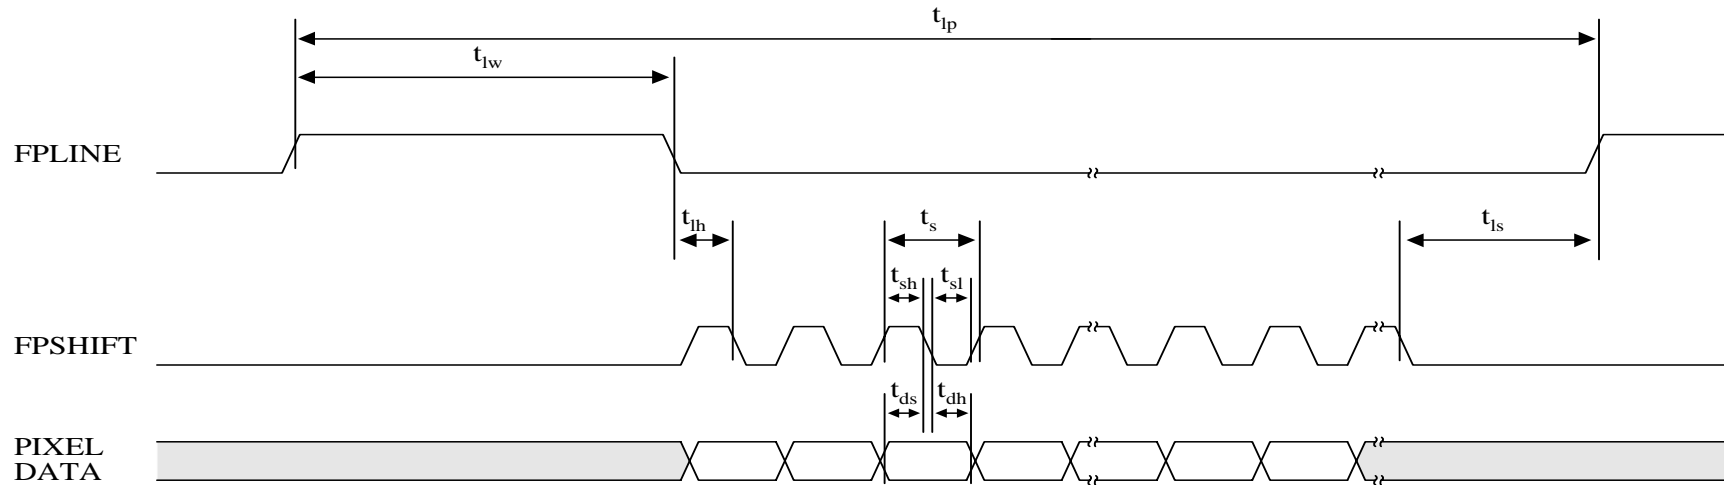 t_lp
t_lw
FPLINE
t_lh
t_s
t_ls
t_sh
t_sl
FPSHIFT
t_ds
t_dh
PIXEL
DATA